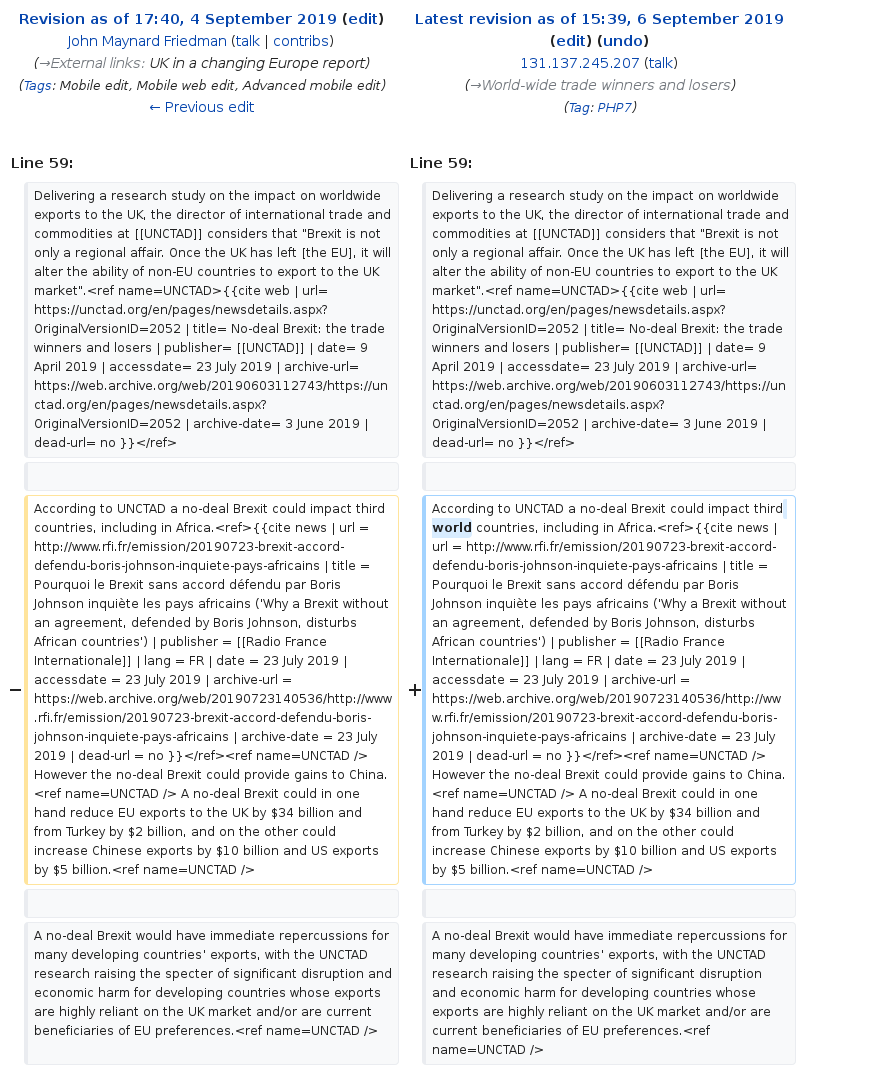 Revision as of 17:40, 4 September 2019 (edit)
John Maynard Friedman (talk | contribs)
(→External links: UK in a changing Europe report)
(Tags: Mobile edit, Mobile web edit, Advanced mobile edit)
← Previous edit
Latest revision as of 15:39, 6 September 2019
(edit) (undo)
131.137.245.207 (talk)
(→World-wide trade winners and losers)
(Tag: PHP7)
Line 59:
Line 59:
Delivering a research study on the impact on worldwide
exports to the UK, the director of international trade and
commodities at [[UNCTAD]] considers that "Brexit is not
only a regional affair. Once the UK has left [the EU], it will
alter the ability of non-EU countries to export to the UK
market".<ref name=UNCTAD>{{cite web | url=
https://unctad.org/en/pages/newsdetails.aspx?
OriginalVersionID=2052 | title= No-deal Brexit: the trade
winners and losers | publisher= [[UNCTAD]] | date= 9
April 2019 | accessdate= 23 July 2019 | archive-url=
https://web.archive.org/web/20190603112743/https://un
ctad.org/en/pages/newsdetails.aspx?
OriginalVersionID=2052 | archive-date= 3 June 2019 |
dead-url= no }}</ref>
Delivering a research study on the impact on worldwide
exports to the UK, the director of international trade and
commodities at [[UNCTAD]] considers that "Brexit is not
only a regional affair. Once the UK has left [the EU], it will
alter the ability of non-EU countries to export to the UK
market".<ref name=UNCTAD>{{cite web | url=
https://unctad.org/en/pages/newsdetails.aspx?
OriginalVersionID=2052 | title= No-deal Brexit: the trade
winners and losers | publisher= [[UNCTAD]] | date= 9
April 2019 | accessdate= 23 July 2019 | archive-url=
https://web.archive.org/web/20190603112743/https://un
ctad.org/en/pages/newsdetails.aspx?
OriginalVersionID=2052 | archive-date= 3 June 2019 |
dead-url= no }}</ref>
−
According to UNCTAD a no-deal Brexit could impact third
countries, including in Africa.<ref>{{cite news | url =
http://www.rfi.fr/emission/20190723-brexit-accord-
defendu-boris-johnson-inquiete-pays-africains | title =
Pourquoi le Brexit sans accord défendu par Boris
Johnson inquiète les pays africains ('Why a Brexit without
an agreement, defended by Boris Johnson, disturbs
African countries') | publisher = [[Radio France
Internationale]] | lang = FR | date = 23 July 2019 |
accessdate = 23 July 2019 | archive-url =
https://web.archive.org/web/20190723140536/http://www
.rfi.fr/emission/20190723-brexit-accord-defendu-boris-
johnson-inquiete-pays-africains | archive-date = 23 July
2019 | dead-url = no }}</ref><ref name=UNCTAD />
However the no-deal Brexit could provide gains to China.
<ref name=UNCTAD /> A no-deal Brexit could in one
hand reduce EU exports to the UK by $34 billion and
from Turkey by $2 billion, and on the other could
increase Chinese exports by $10 billion and US exports
by $5 billion.<ref name=UNCTAD />
+
According to UNCTAD a no-deal Brexit could impact third
world countries, including in Africa.<ref>{{cite news |
url = http://www.rfi.fr/emission/20190723-brexit-accord-
defendu-boris-johnson-inquiete-pays-africains | title =
Pourquoi le Brexit sans accord défendu par Boris
Johnson inquiète les pays africains ('Why a Brexit without
an agreement, defended by Boris Johnson, disturbs
African countries') | publisher = [[Radio France
Internationale]] | lang = FR | date = 23 July 2019 |
accessdate = 23 July 2019 | archive-url =
https://web.archive.org/web/20190723140536/http://ww
w.rfi.fr/emission/20190723-brexit-accord-defendu-boris-
johnson-inquiete-pays-africains | archive-date = 23 July
2019 | dead-url = no }}</ref><ref name=UNCTAD />
However the no-deal Brexit could provide gains to China.
<ref name=UNCTAD /> A no-deal Brexit could in one
hand reduce EU exports to the UK by $34 billion and
from Turkey by $2 billion, and on the other could
increase Chinese exports by $10 billion and US exports
by $5 billion.<ref name=UNCTAD />
A no-deal Brexit would have immediate repercussions for
many developing countries' exports, with the UNCTAD
research raising the specter of significant disruption and
economic harm for developing countries whose exports
are highly reliant on the UK market and/or are current
beneficiaries of EU preferences.<ref name=UNCTAD />
A no-deal Brexit would have immediate repercussions for
many developing countries' exports, with the UNCTAD
research raising the specter of significant disruption
and economic harm for developing countries whose
exports are highly reliant on the UK market and/or are
current beneficiaries of EU preferences.<ref
name=UNCTAD />